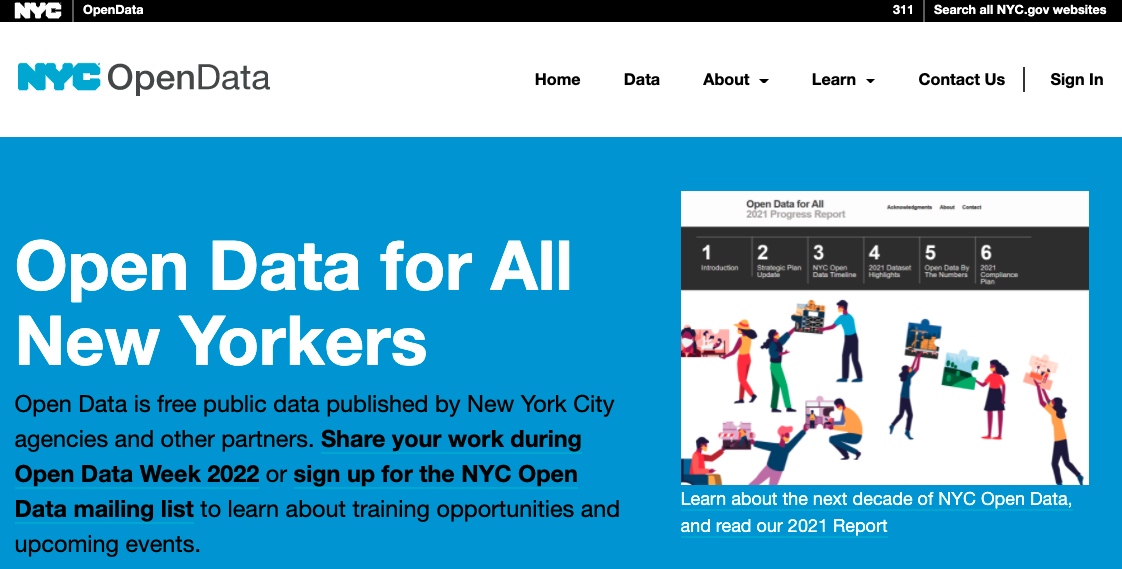 NYC OpenData 311 Search all NYC.gov websites
NYC OpenData Home Data About Learn Contact Us Sign In
Open Data for All
New Yorkers
Open Data is free public data published by New York City
agencies and other partners. Share your work during
Open Data Week 2022 or sign up for the NYC Open
Data mailing list to learn about training opportunities and
upcoming events.
Open Data for All Acknowledgments About Contact
2021 Progress Report
1 2 3 4 5 6
Introduction Strategic Plan NYC Open 2021 Dataset Open Data By 2021
Update Data Timeline Highlights The Numbers Compliance
Plan
Learn about the next decade of NYC Open Data,
and read our 2021 Report